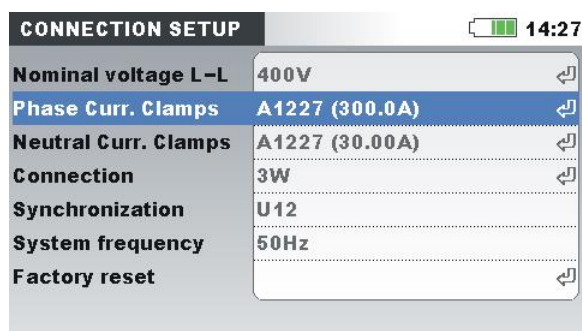 CONNECTION SETUP 14:27
Nominal voltage L-L 400V
Phase Curr. Clamps A1227 (300.0A)
Neutral Curr. Clamps A1227 (30.00A)
Connection 3W
Synchronization U12
System frequency 50Hz
Factory reset